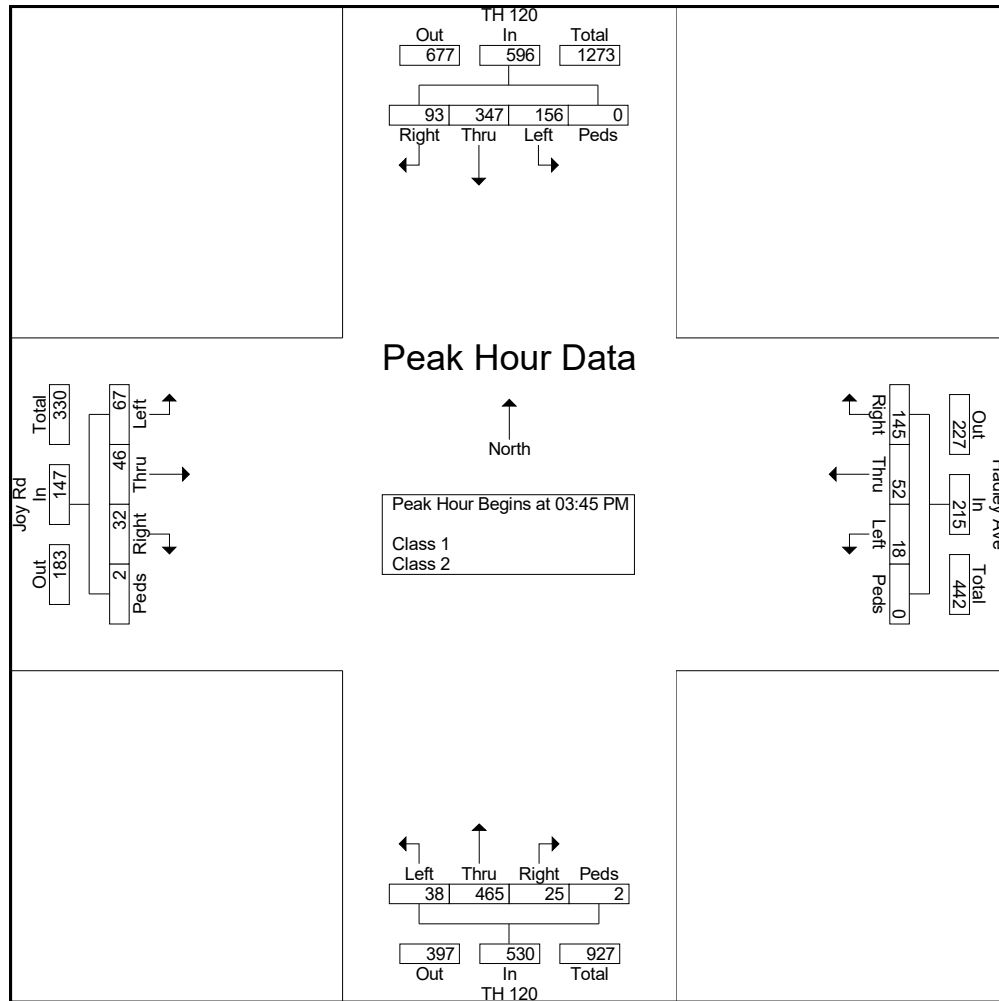 TH 120
Out In Total
677 596 1273
93 347 156 0
Right Thru Left Peds
Peak Hour Data
North
Peak Hour Begins at 03:45 PM
Class 1
Class 2
Joy Rd
Total In Out
330 147 183
67 46 32 2
Left Thru Right Peds
Right Thru Left Peds
145 52 18 0
Out In Total
227 215 442
Hadley Ave
Left Thru Right Peds
38 465 25 2
397 530 927
Out In Total
TH 120